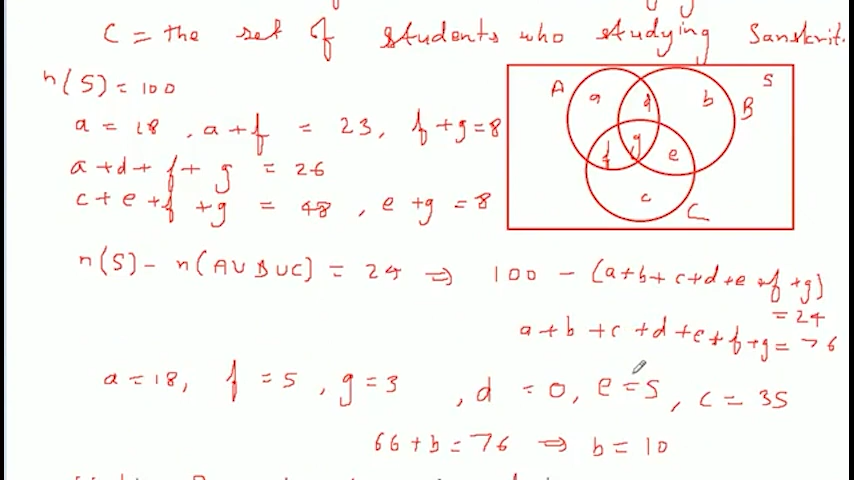 C = the set of students who studying Sanskrit.
n(S) = 100
a = 18, a+f = 23, f+g=8
a+d+f+g = 26
c+e+f+g = 48, e+g=8
A a d b B S
f g e
c C
n(S) - n(AUBUC) = 24 ⇒ 100 - (a+b+c+d+e+f+g)
= 24
a+b+c+d+e+f+g = 76
a=18, f=5, g=3, d=0, e=5, c=35
66+b=76 ⇒ b=10